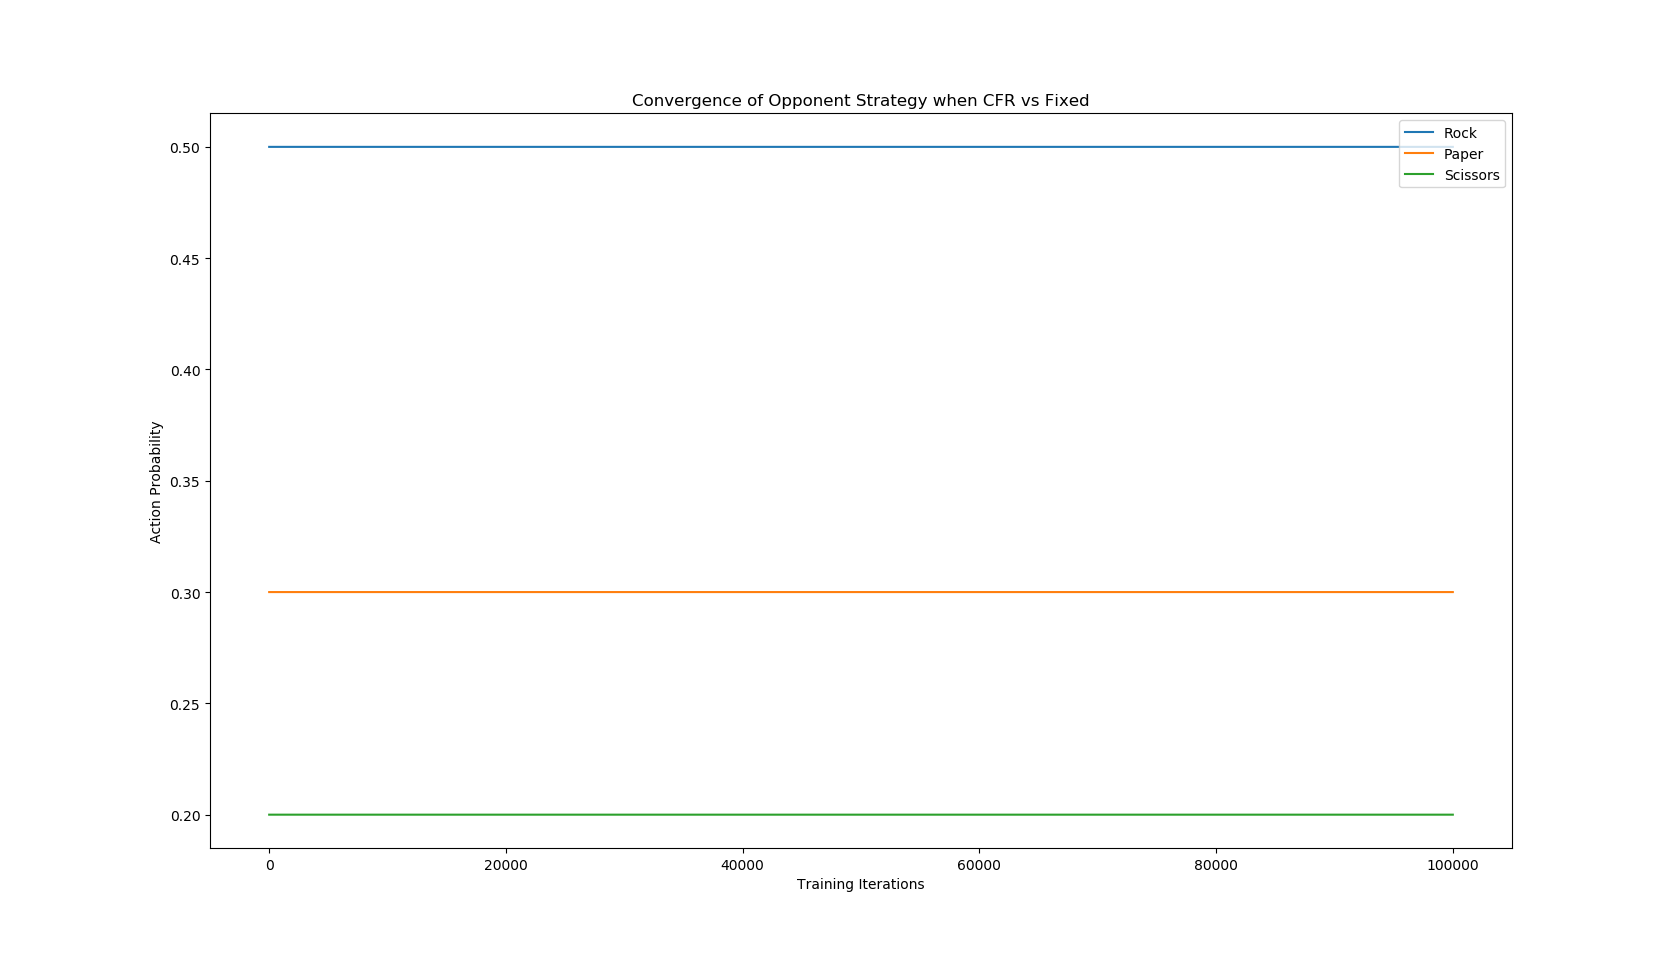 Convergence of Opponent Strategy when CFR vs Fixed
Rock
Paper
Scissors
0.50
0.45
0.40
0.35
0.30
0.25
0.20
Action Probability
0 20000 40000 60000 80000 100000
Training Iterations